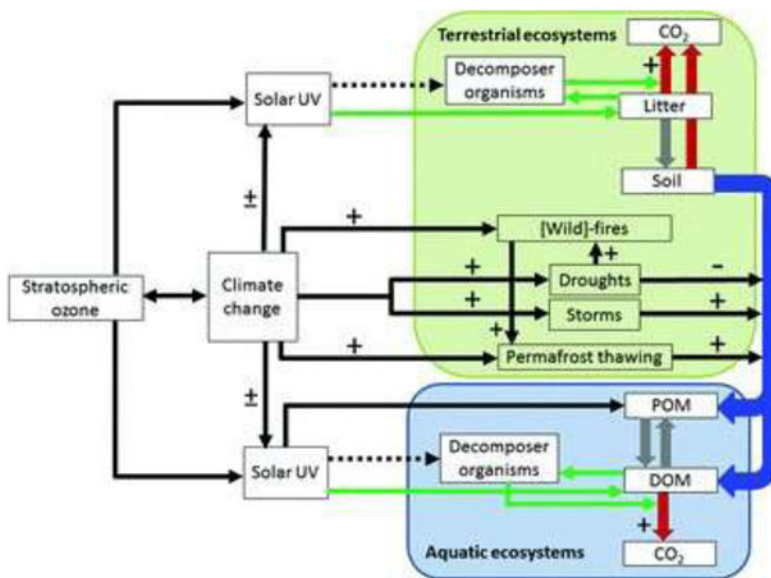 Terrestrial ecosystems
CO2
+
Decomposer
organisms
Solar UV
Litter
Soil
±
+
[Wild]-fires
+
+
Droughts
−
Stratospheric
ozone
Climate
change
+
Storms
+
+
+
Permafrost thawing
+
±
POM
Decomposer
organisms
Solar UV
DOM
+
Aquatic ecosystems
CO2